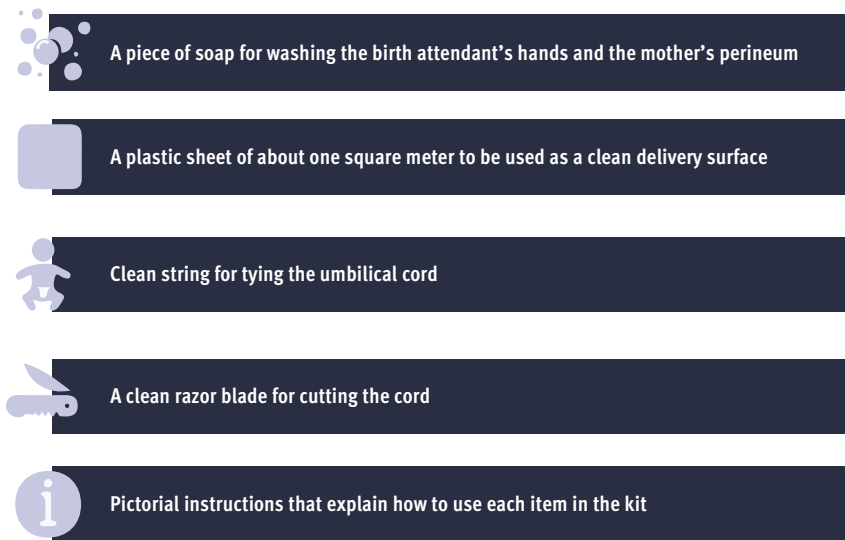 A piece of soap for washing the birth attendant’s hands and the mother’s perineum
A plastic sheet of about one square meter to be used as a clean delivery surface
Clean string for tying the umbilical cord
A clean razor blade for cutting the cord
i
Pictorial instructions that explain how to use each item in the kit